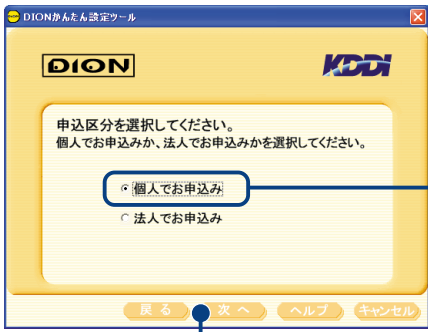 DIONかんたん設定ツール
DION
KDDI
申込区分を選択してください。
個人でお申込みか、法人でお申込みかを選択してください。
個人でお申込み
法人でお申込み
戻る 次へ ヘルプ キャンセル